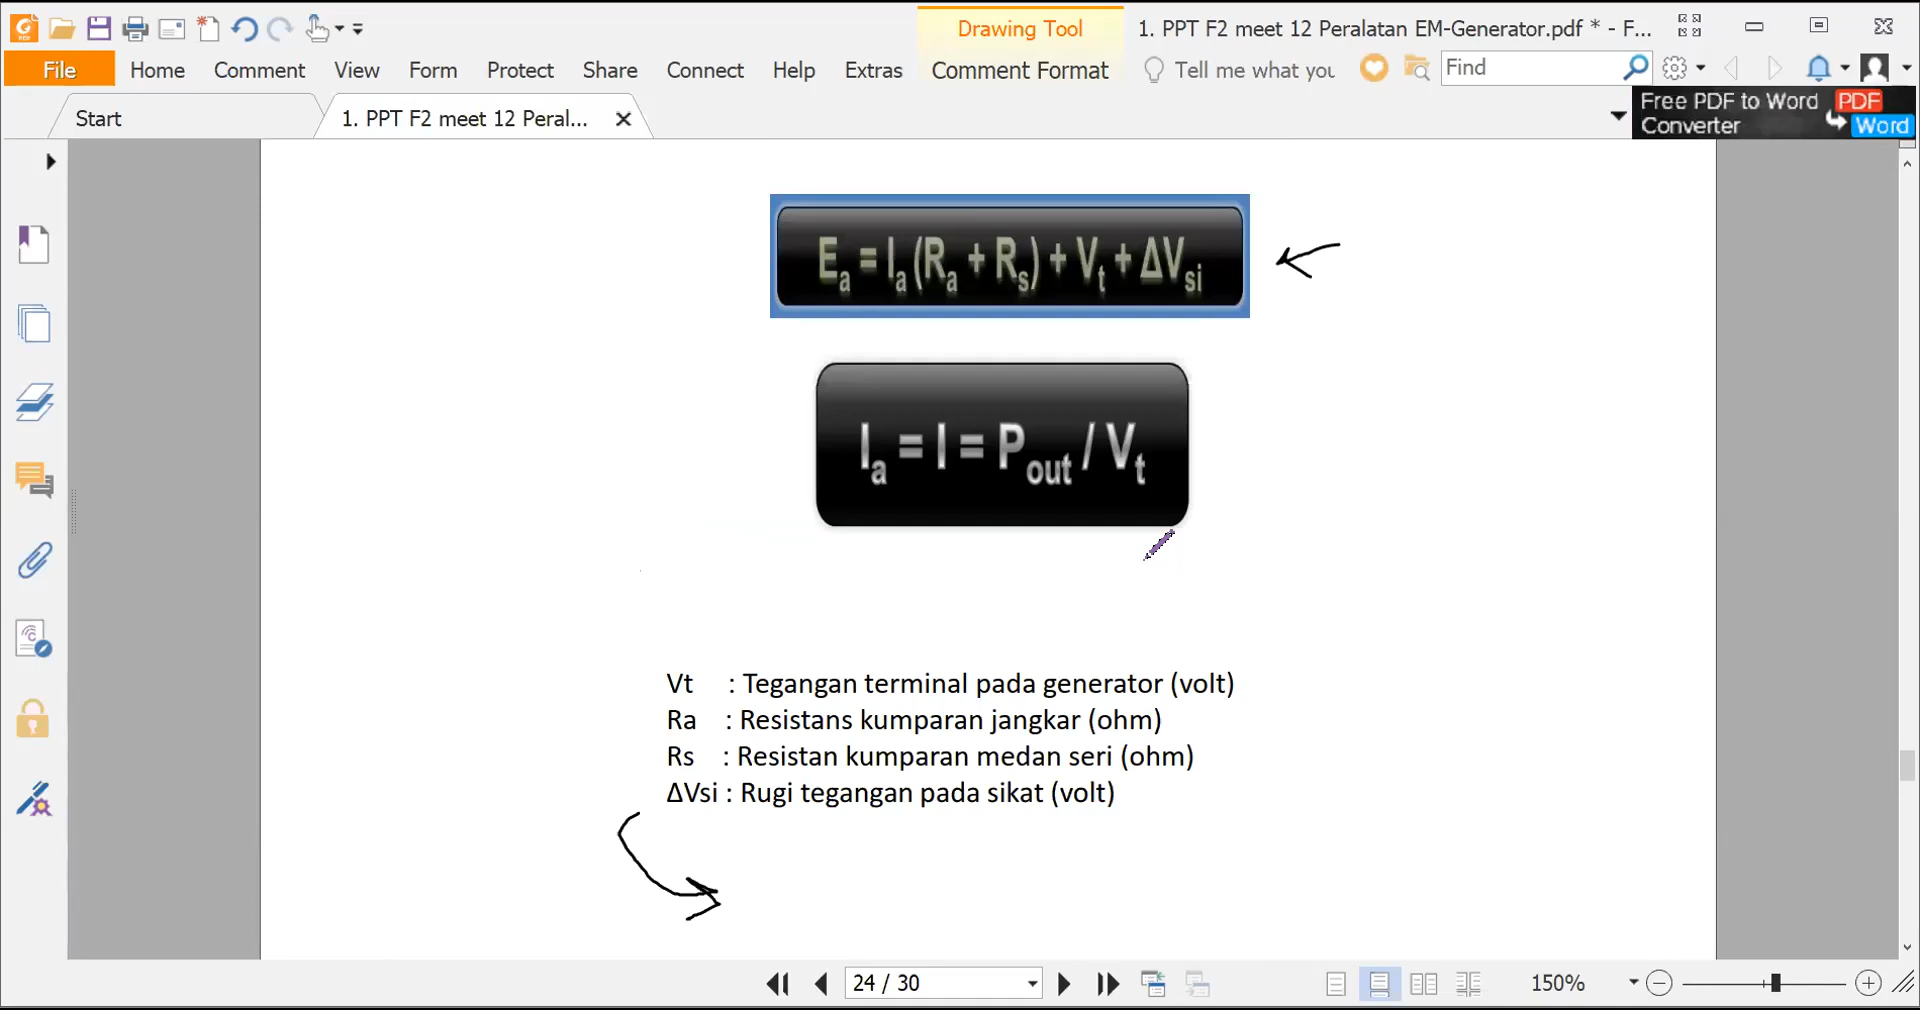 Drawing Tool
1. PPT F2 meet 12 Peralatan EM-Generator.pdf * - F...
File Home Comment View Form Protect Share Connect Help Extras Comment Format Tell me what you Find
Start
1. PPT F2 meet 12 Peral...
Free PDF to Word
Converter
PDF
Word
Ea = Ia (Ra + Rs) + Vt + ΔVsi
Ia = I = Pout / Vt
Vt : Tegangan terminal pada generator (volt)
Ra : Resistans kumparan jangkar (ohm)
Rs : Resistan kumparan medan seri (ohm)
ΔVsi : Rugi tegangan pada sikat (volt)
24 / 30
150%